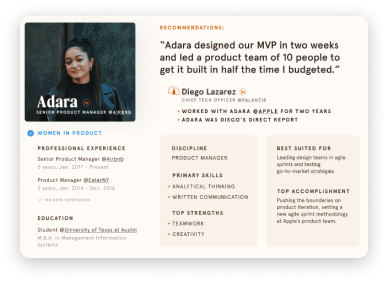 Adara
SENIOR PRODUCT MANAGER @AIRBNB
WOMEN IN PRODUCT
PROFESSIONAL EXPERIENCE
Senior Product Manager @Airbnb
3 years, Jan. 2017 - Present
Product Manager @EaterNY
2 years, Jan. 2014 - Dec. 2016
SEE MORE EXPERIENCES
EDUCATION
Student @University of Texas at Austin
M.B.A. in Management Information
Systems
RECOMMENDATIONS:
“Adara designed our MVP in two weeks
and led a product team of 10 people to
get it built in half the time I budgeted.”
Diego Lazarez
CHIEF TECH OFFICER @PALANTIR
• WORKED WITH ADARA @APPLE FOR TWO YEARS
• ADARA WAS DIEGO'S DIRECT REPORT
DISCIPLINE
PRODUCT MANAGER
PRIMARY SKILLS
• ANALYTICAL THINKING
• WRITTEN COMMUNICATION
TOP STRENGTHS
• TEAMWORK
• CREATIVITY
BEST SUITED FOR
Leading design teams in agile
sprints and testing
go-to-market strategies
TOP ACCOMPLISHMENT
Pushing the boundaries on
product iteration, setting a
new agile sprint methodology
at Apple's product team.